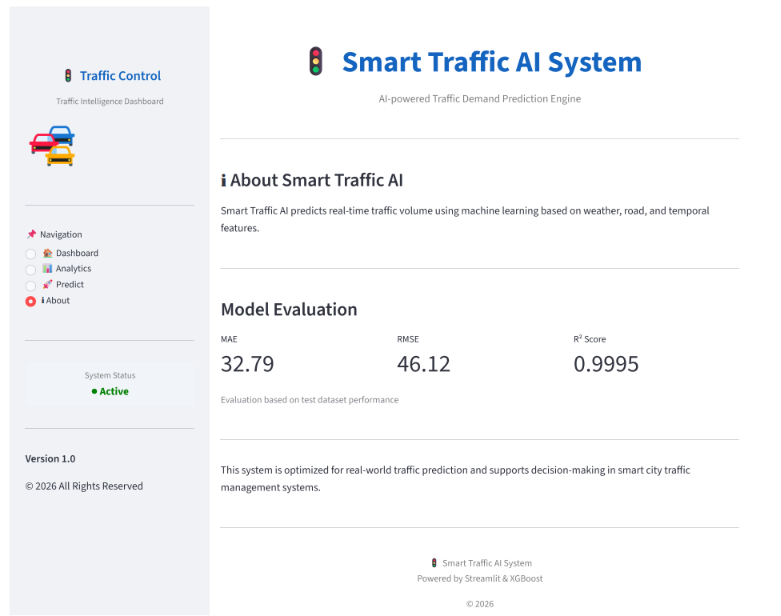 Traffic Control
Traffic Intelligence Dashboard
Navigation
Dashboard
Analytics
Predict
ℹ About
System Status
● Active
Version 1.0
© 2026 All Rights Reserved
Smart Traffic AI System
AI-powered Traffic Demand Prediction Engine
ℹ About Smart Traffic AI
Smart Traffic AI predicts real-time traffic volume using machine learning based on weather, road, and temporal
features.
Model Evaluation
MAE RMSE R² Score
32.79 46.12 0.9995
Evaluation based on test dataset performance
This system is optimized for real-world traffic prediction and supports decision-making in smart city traffic
management systems.
Smart Traffic AI System
Powered by Streamlit & XGBoost
© 2026